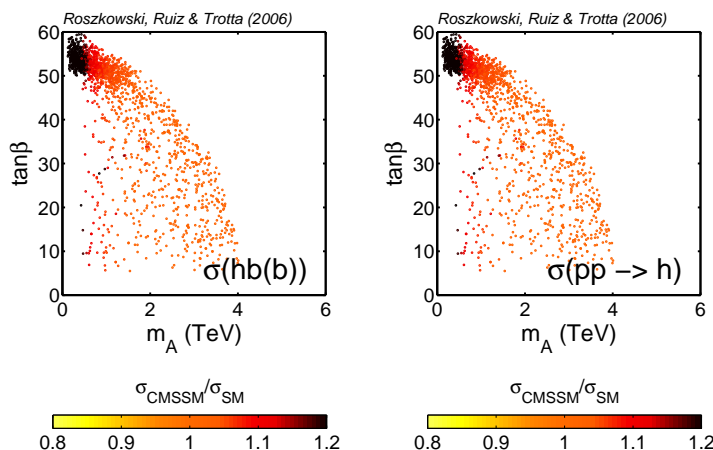 Roszkowski, Ruiz & Trotta (2006)
60
50
40
30
20
10
0
tanβ
σ(hb(b))
0 2 4 6
m_A (TeV)
σ_CMSSM/σ_SM
0.8 0.9 1 1.1 1.2
Roszkowski, Ruiz & Trotta (2006)
60
50
40
30
20
10
0
tanβ
σ(pp −> h)
0 2 4 6
m_A (TeV)
σ_CMSSM/σ_SM
0.8 0.9 1 1.1 1.2